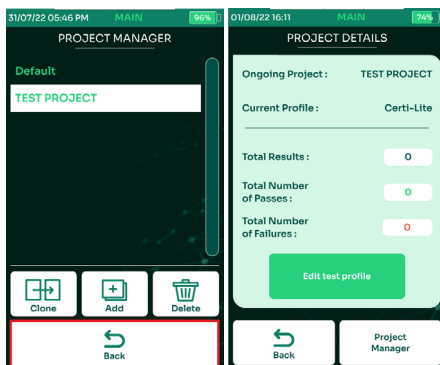 31/07/22 05:46 PM MAIN 96%
PROJECT MANAGER
Default
TEST PROJECT
Clone Add Delete
Back
01/08/22 16:11 MAIN 74%
PROJECT DETAILS
Ongoing Project : TEST PROJECT
Current Profile : Certi-Lite
Total Results : 0
Total Number
of Passes : 0
Total Number
of Failures : 0
Edit test profile
Back
Project
Manager